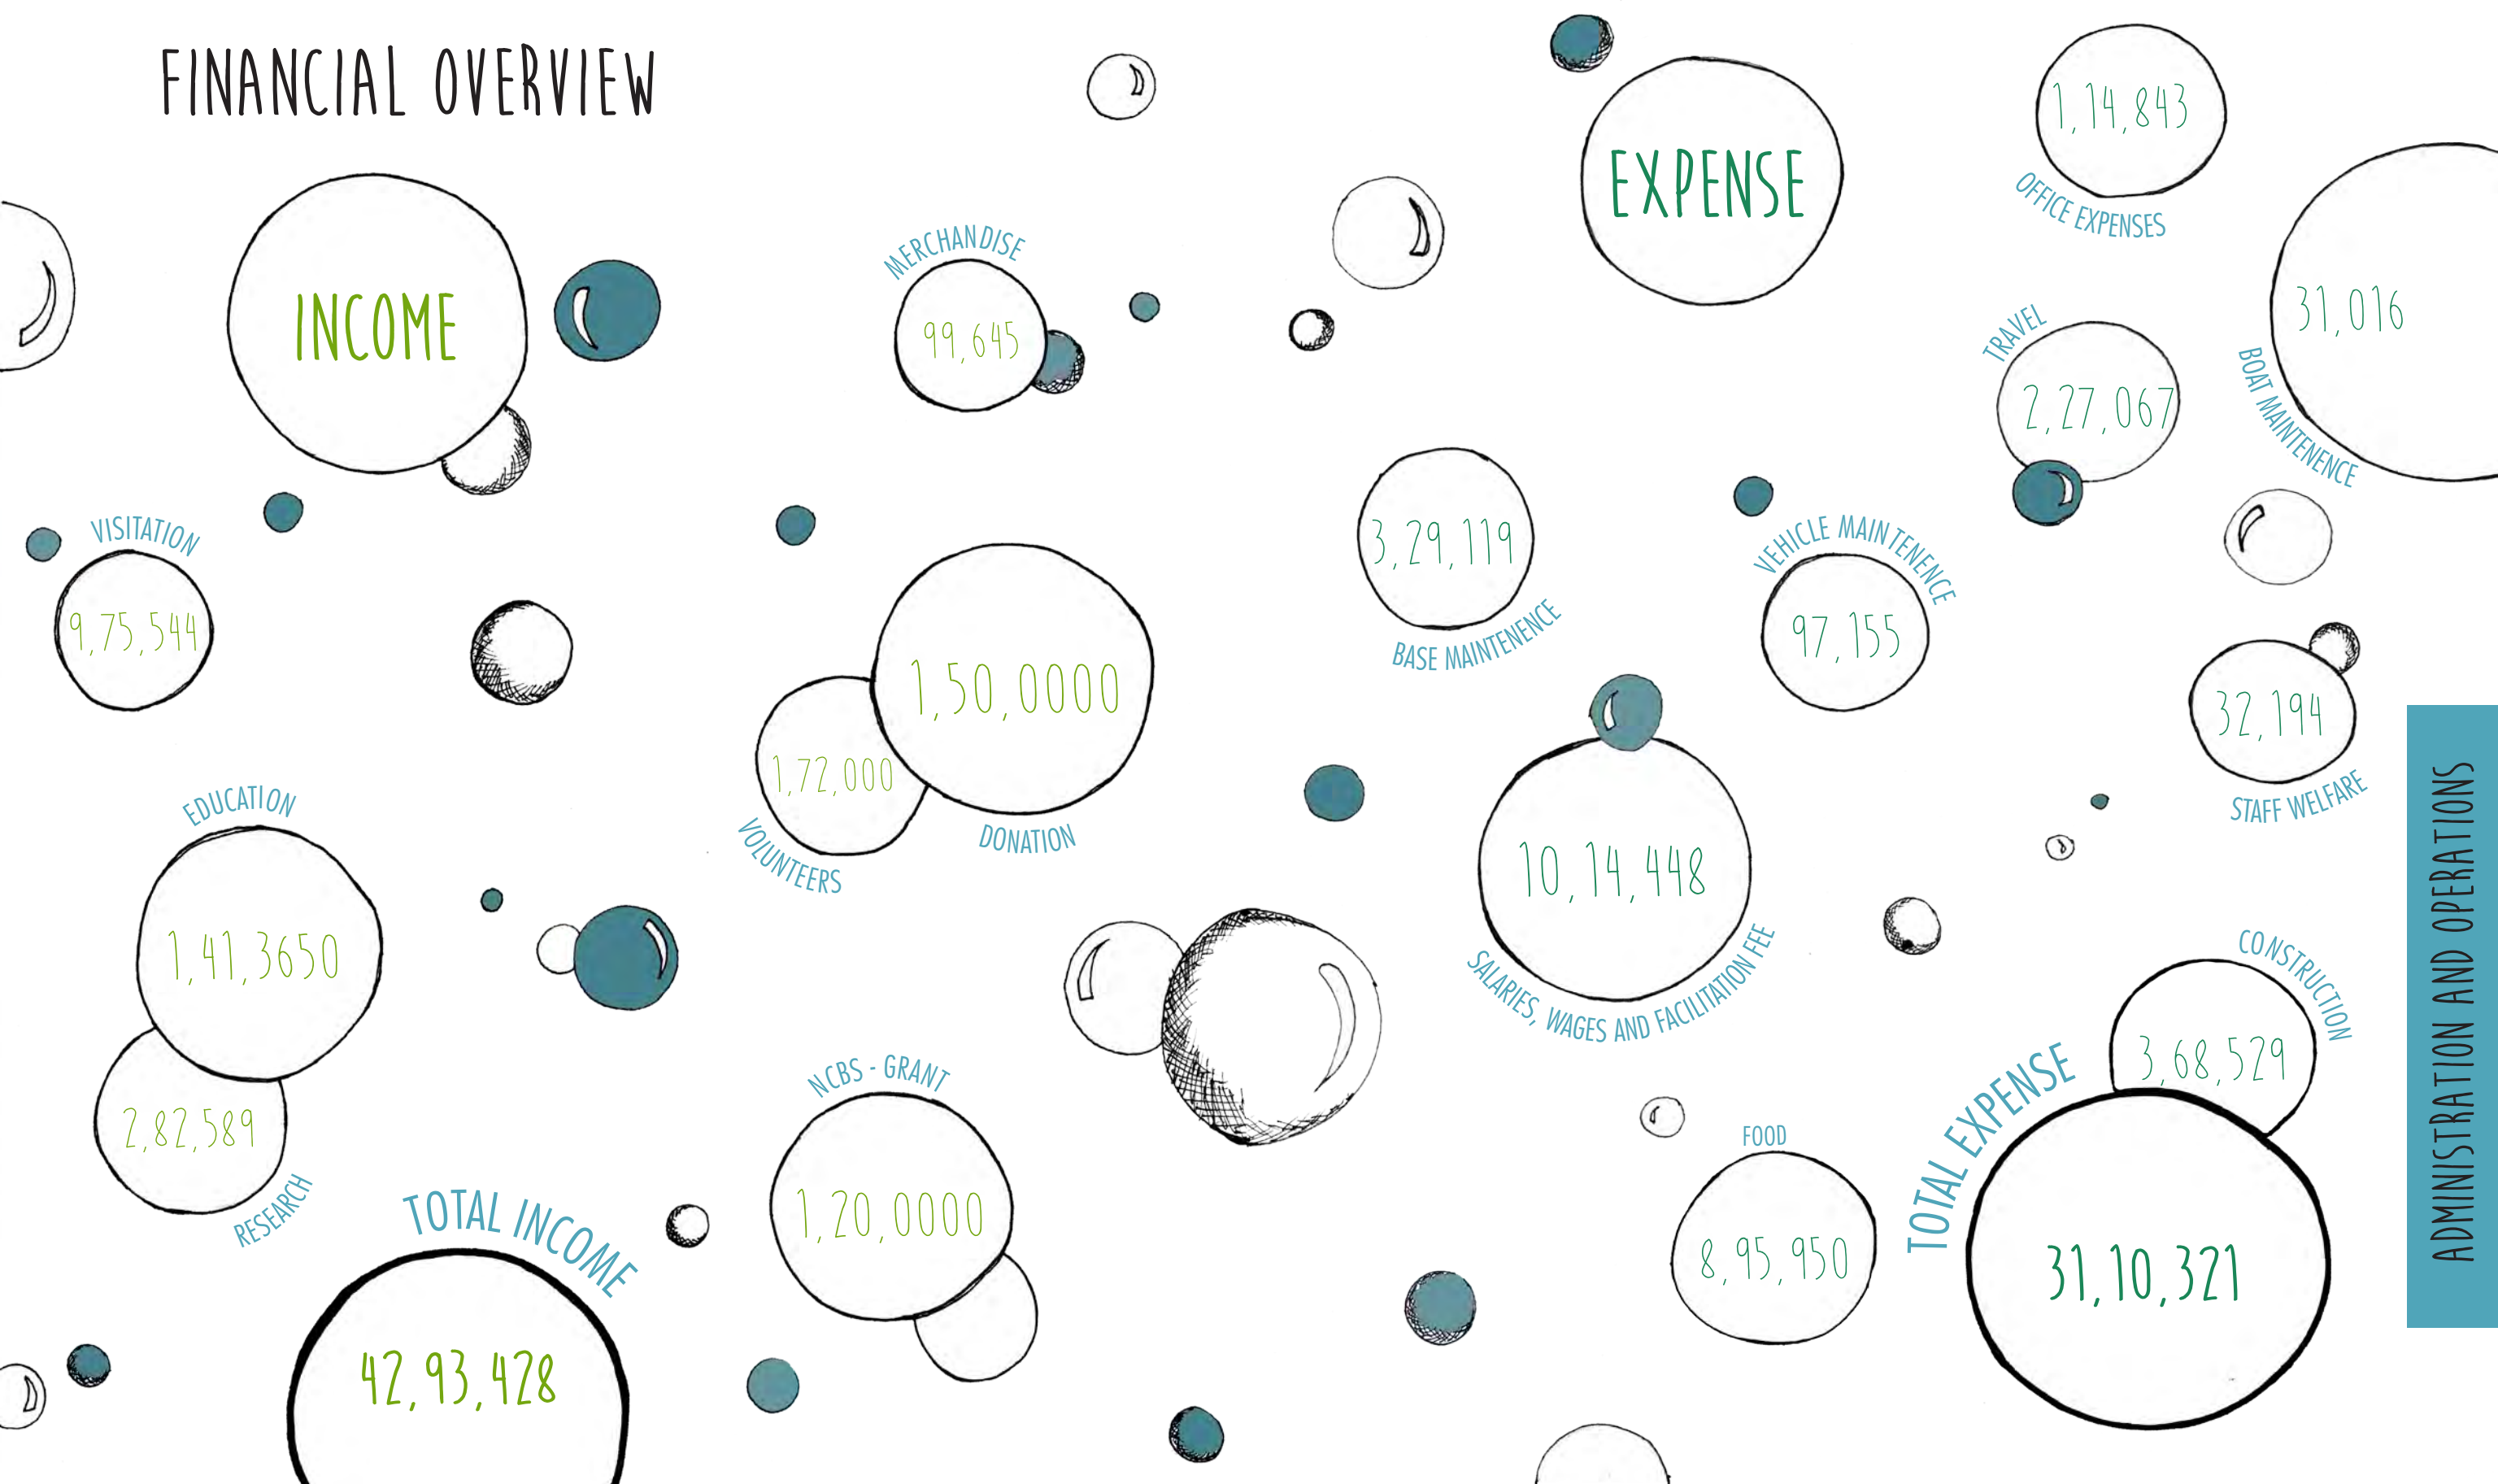 FINANCIAL OVERVIEW
INCOME
MERCHANDISE
99,645
VISITATION
9,75,544
1,50,0000
DONATION
1,72,000
VOLUNTEERS
EDUCATION
1,41,3650
2,82,589
RESEARCH
NCBS - GRANT
1,20,0000
TOTAL INCOME
42,93,428
EXPENSE
1,14,843
OFFICE EXPENSES
31,016
BOAT MAINTENENCE
TRAVEL
2,27,067
3,29,119
BASE MAINTENENCE
VEHICLE MAINTENENCE
97,155
32,194
STAFF WELFARE
10,14,448
SALARIES, WAGES AND FACILITATION FEE
CONSTRUCTION
3,68,529
FOOD
8,95,950
TOTAL EXPENSE
31,10,321
ADMINISTRATION AND OPERATIONS